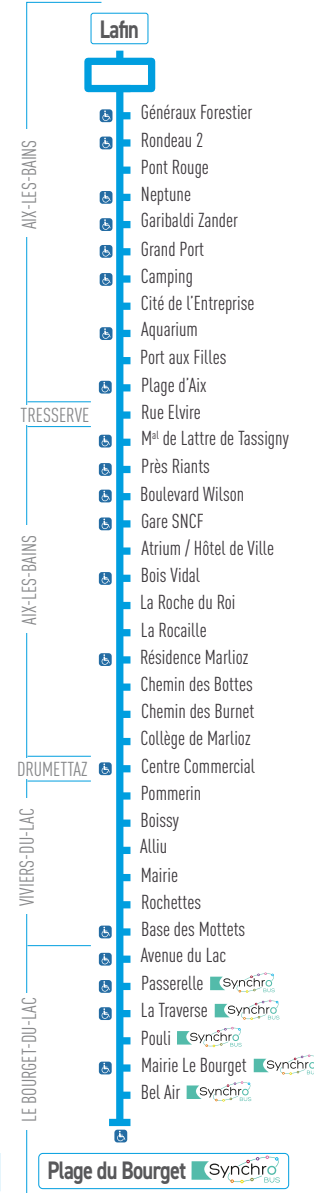 Lafin
AIX-LES-BAINS
Généraux Forestier
Rondeau 2
Pont Rouge
Neptune
Garibaldi Zander
Grand Port
Camping
Cité de l'Entreprise
Aquarium
Port aux Filles
Plage d'Aix
TRESSERVE
Rue Elvire
AIX-LES-BAINS
Mal de Lattre de Tassigny
Près Riants
Boulevard Wilson
Gare SNCF
Atrium / Hôtel de Ville
Bois Vidal
La Roche du Roi
La Rocaille
Résidence Marlioz
Chemin des Bottes
Chemin des Burnet
Collège de Marlioz
DRUMETTAZ
Centre Commercial
VIVIERS-DU-LAC
Pommerin
Boissy
Alliu
Mairie
Rochettes
Base des Mottets
LE BOURGET-DU-LAC
Avenue du Lac
Passerelle Synchro BUS
La Traverse Synchro BUS
Pouli Synchro BUS
Mairie Le Bourget Synchro BUS
Bel Air Synchro BUS
Plage du Bourget Synchro BUS